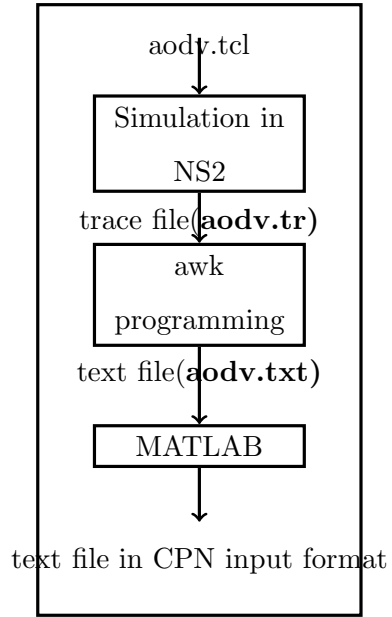 aodv.tcl
Simulation in
NS2
trace file(aodv.tr)
awk
programming
text file(aodv.txt)
MATLAB
text file in CPN input format